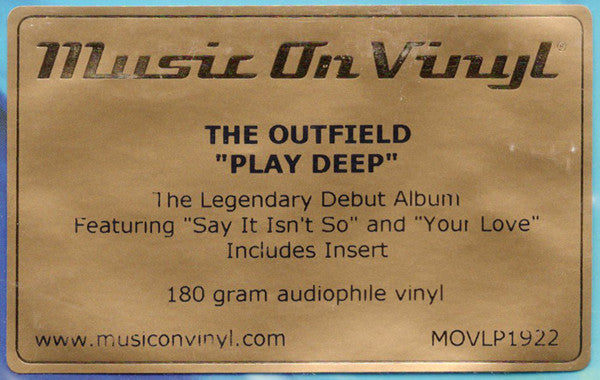 Music On Vinyl®
THE OUTFIELD
"PLAY DEEP"
The Legendary Debut Album
Featuring "Say It Isn't So" and "Your Love"
Includes Insert
180 gram audiophile vinyl
www.musiconvinyl.com MOVLP1922